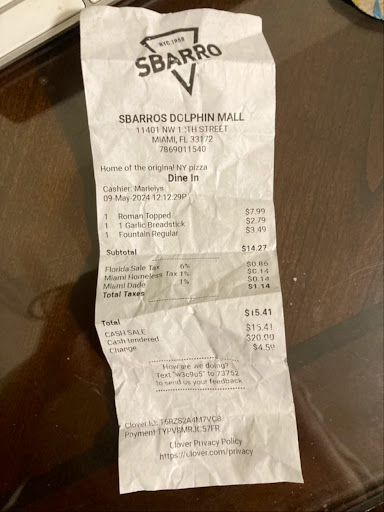 NYC 1956
SBARRO
SBARROS DOLPHIN MALL
11401 NW 12TH STREET
MIAMI, FL 33172
7869011540
Home of the original NY pizza
Dine In
Cashier: Marielys
09-May-2024 12:12:29P
1 Roman Topped $7.99
1 1 Garlic Breadstick $2.79
1 Fountain Regular $3.49
Subtotal $14.27
Florida Sale Tax 6% $0.86
Miami Homeless Tax 1% $0.14
Miami Dade 1% $0.14
Total Taxes $1.14
Total $15.41
CASH SALE $15.41
Cash tendered $20.00
Change $4.59
How are we doing?
Text "w3c9u5" to 73752
to send us your feedback
Clover ID:
Payment
Clover Privacy Policy
https://clover.com/privacy